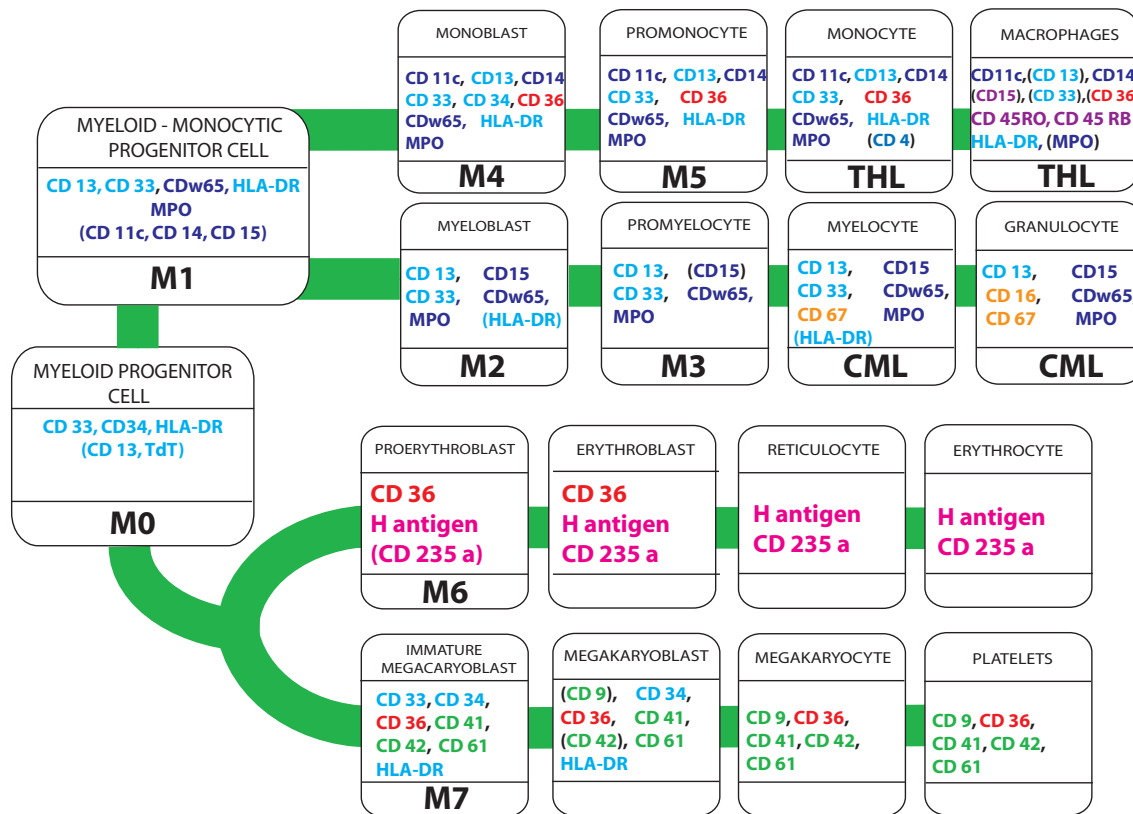 MONOBLAST
CD 11c, CD13, CD14
CD 33, CD 34, CD 36
CDw65, HLA-DR
MPO
M4
PROMONOCYTE
CD 11c, CD13, CD14
CD 33, CD 36
CDw65, HLA-DR
MPO
M5
MONOCYTE
CD 11c, CD13, CD14
CD 33, CD 36
CDw65, HLA-DR
MPO (CD 4)
THL
MACROPHAGES
CD11c,(CD 13), CD14
(CD15), (CD 33),(CD 36
CD 45RO, CD 45 RB
HLA-DR, (MPO)
THL
MYELOID - MONOCYTIC
PROGENITOR CELL
CD 13, CD 33, CDw65, HLA-DR
MPO
(CD 11c, CD 14, CD 15)
M1
MYELOBLAST
CD 13, CD15
CD 33, CDw65,
MPO (HLA-DR)
M2
PROMYELOCYTE
CD 13, (CD15)
CD 33, CDw65,
MPO
M3
MYELOCYTE
CD 13, CD15
CD 33, CDw65,
CD 67 MPO
(HLA-DR)
CML
GRANULOCYTE
CD 13, CD15
CD 16, CDw65,
CD 67 MPO
CML
MYELOID PROGENITOR
CELL
CD 33, CD34, HLA-DR
(CD 13, TdT)
M0
PROERYTHROBLAST
CD 36
H antigen
(CD 235 a)
M6
ERYTHROBLAST
CD 36
H antigen
CD 235 a
RETICULOCYTE
H antigen
CD 235 a
ERYTHROCYTE
H antigen
CD 235 a
IMMATURE
MEGACARYOBLAST
CD 33, CD 34,
CD 36, CD 41,
CD 42, CD 61
HLA-DR
M7
MEGAKARYOBLAST
(CD 9), CD 34,
CD 36, CD 41,
(CD 42), CD 61
HLA-DR
MEGAKARYOCYTE
CD 9, CD 36,
CD 41, CD 42,
CD 61
PLATELETS
CD 9, CD 36,
CD 41, CD 42,
CD 61